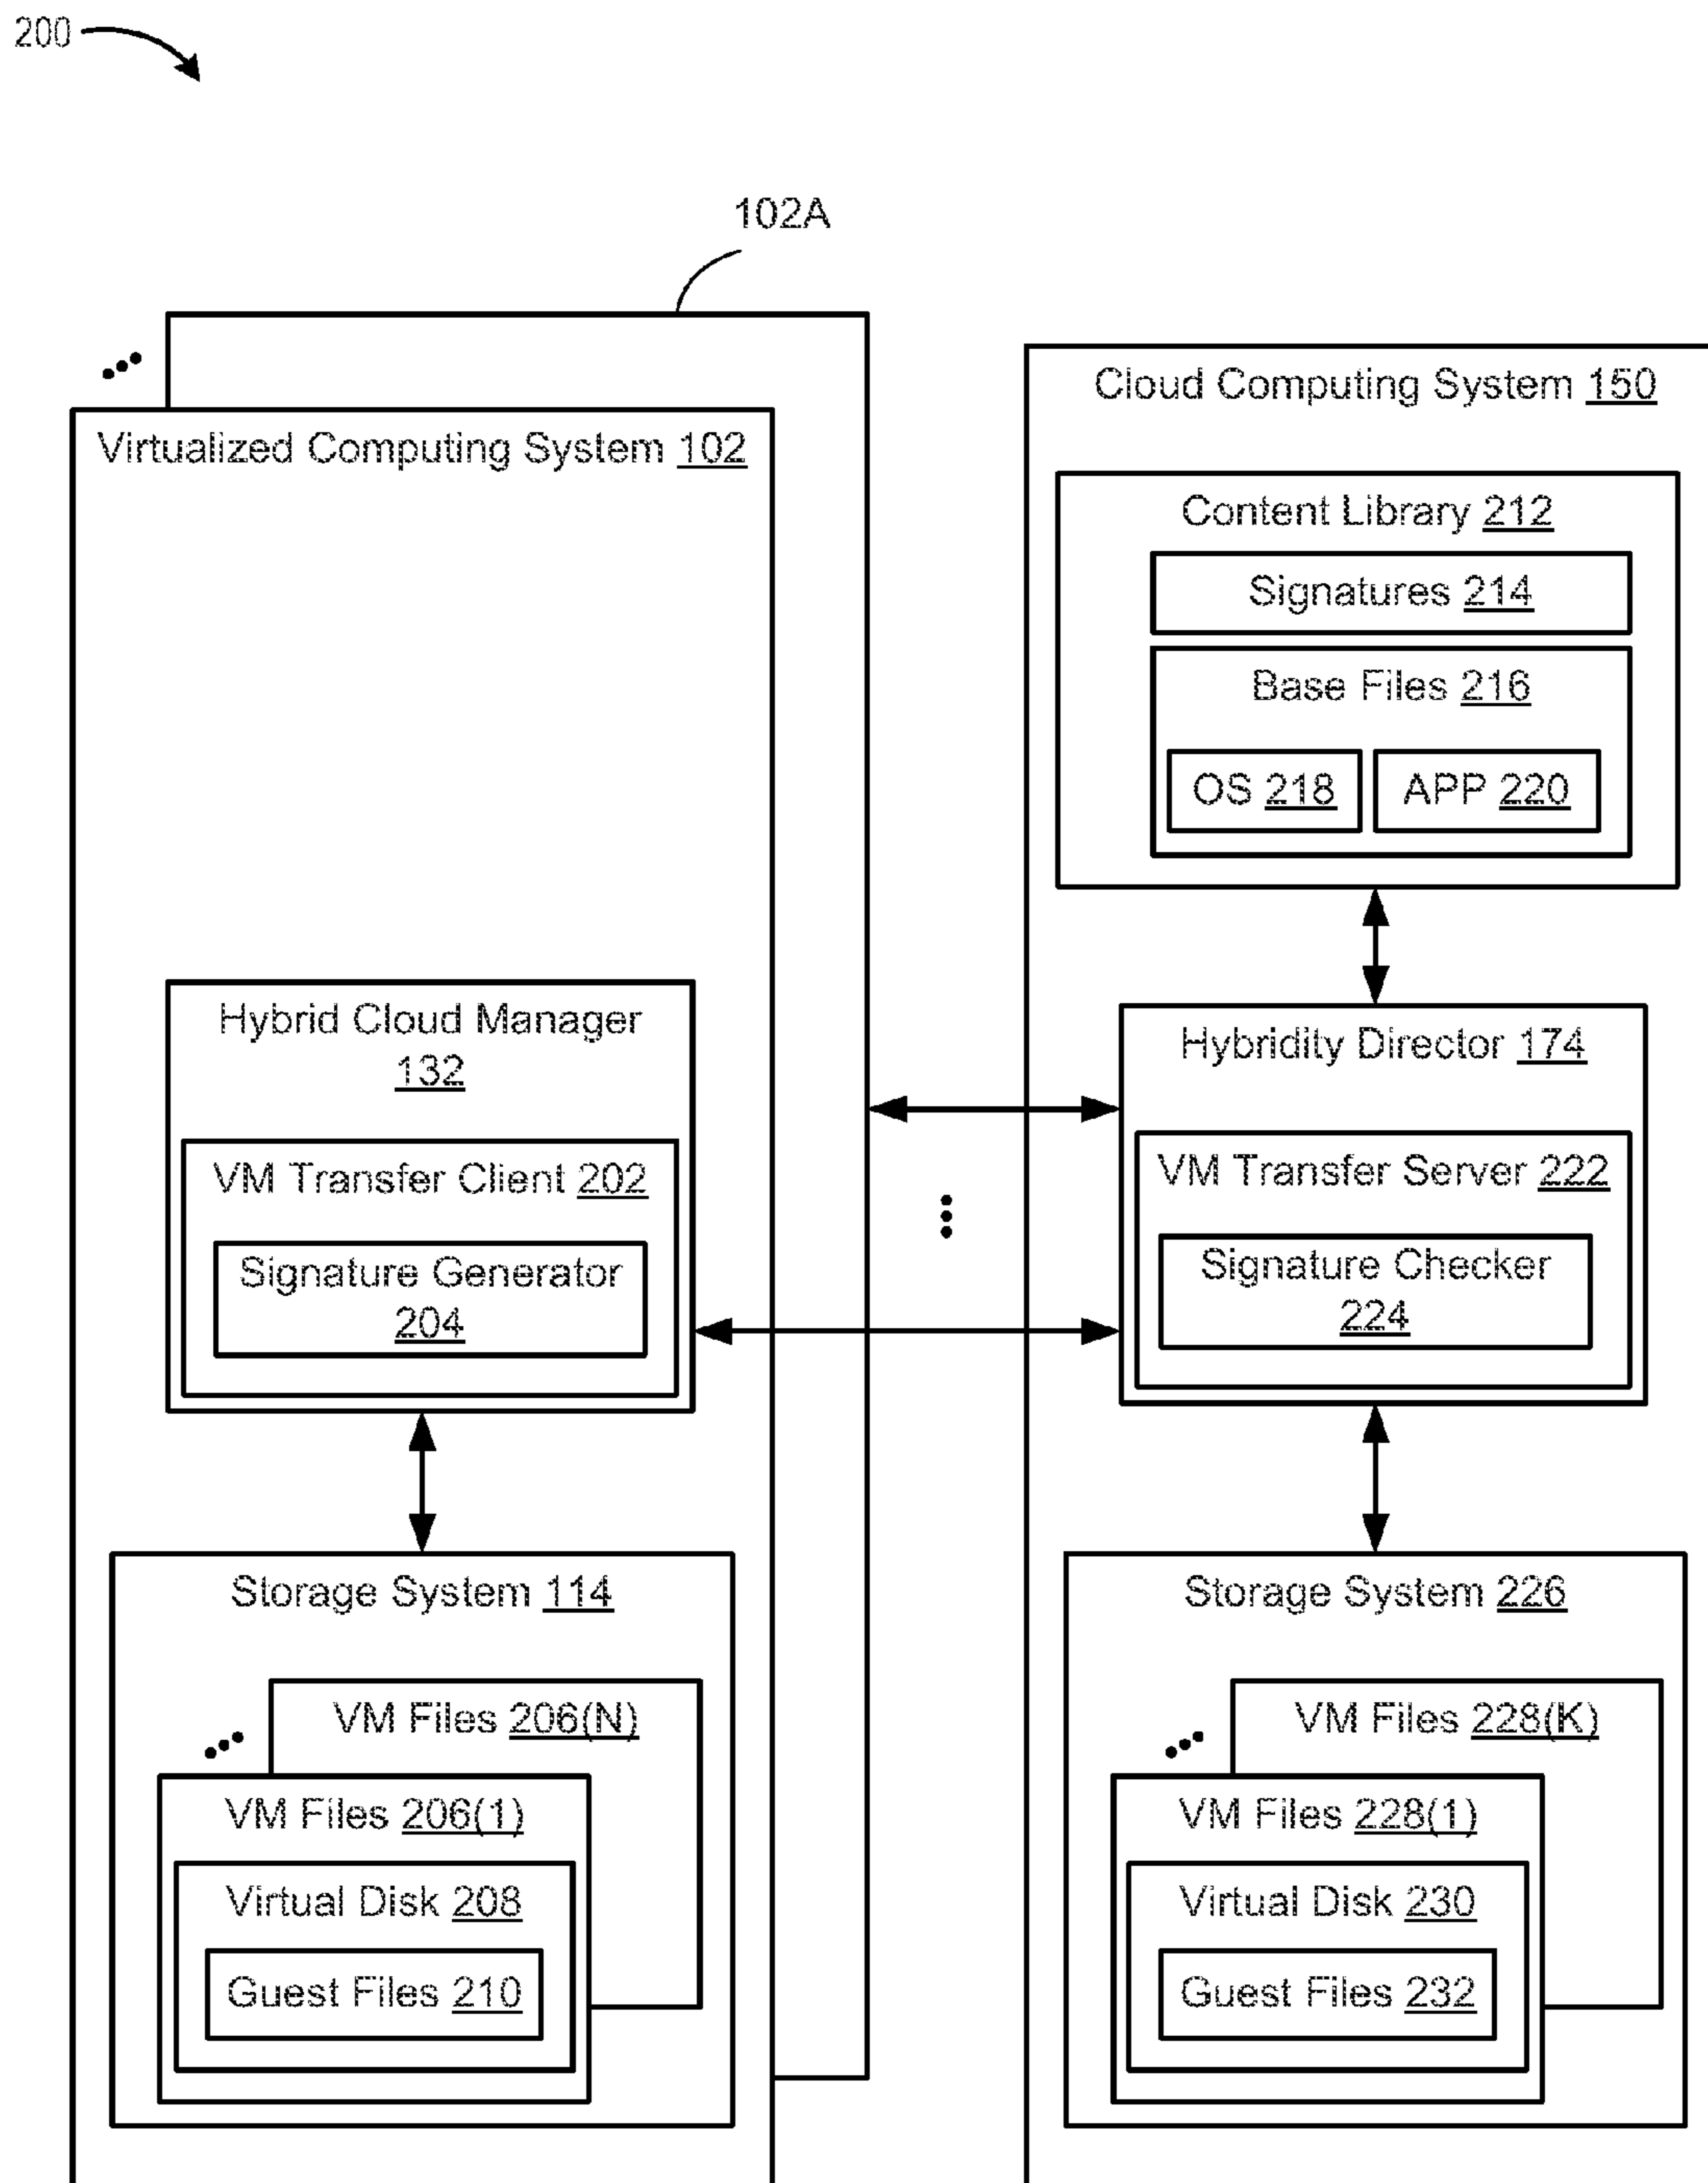 200
102A
Virtualized Computing System 102
Hybrid Cloud Manager
132
VM Transfer Client 202
Signature Generator
204
Storage System 114
VM Files 206(N)
VM Files 206(1)
Virtual Disk 208
Guest Files 210
Cloud Computing System 150
Content Library 212
Signatures 214
Base Files 216
OS 218
APP 220
Hybridity Director 174
VM Transfer Server 222
Signature Checker
224
Storage System 226
VM Files 228(K)
VM Files 228(1)
Virtual Disk 230
Guest Files 232